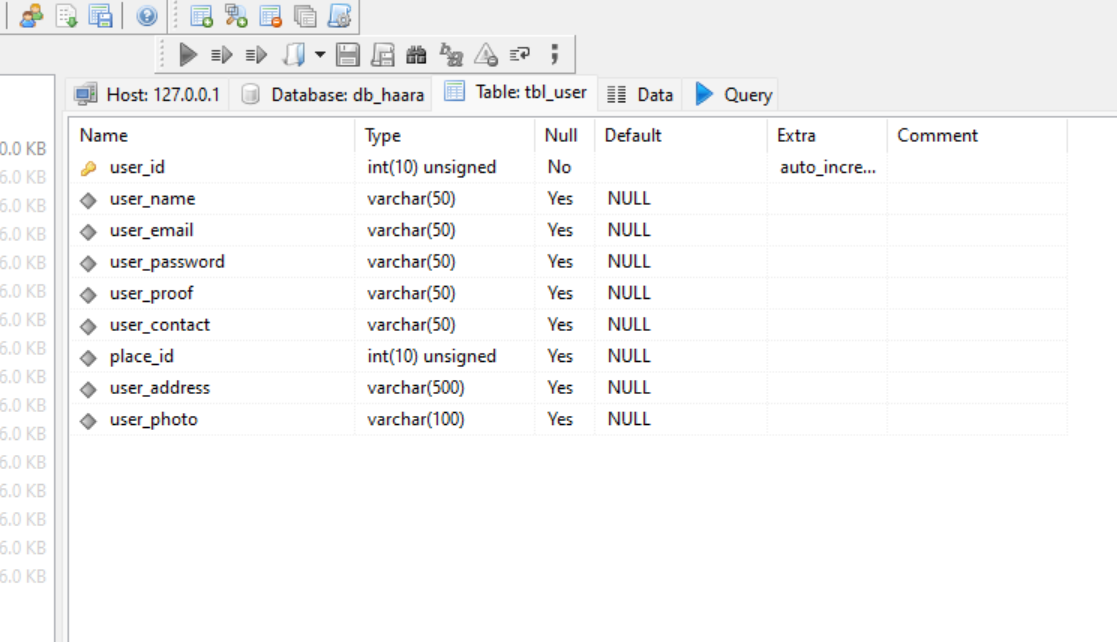 Host: 127.0.0.1 Database: db_haara Table: tbl_user Data Query
Name Type Null Default Extra Comment
0.0 KB
user_id int(10) unsigned No auto_incre...
6.0 KB
user_name varchar(50) Yes NULL
6.0 KB
user_email varchar(50) Yes NULL
6.0 KB
user_password varchar(50) Yes NULL
6.0 KB
user_proof varchar(50) Yes NULL
6.0 KB
user_contact varchar(50) Yes NULL
6.0 KB
place_id int(10) unsigned Yes NULL
6.0 KB
user_address varchar(500) Yes NULL
6.0 KB
user_photo varchar(100) Yes NULL
6.0 KB
6.0 KB
6.0 KB
6.0 KB
6.0 KB
6.0 KB